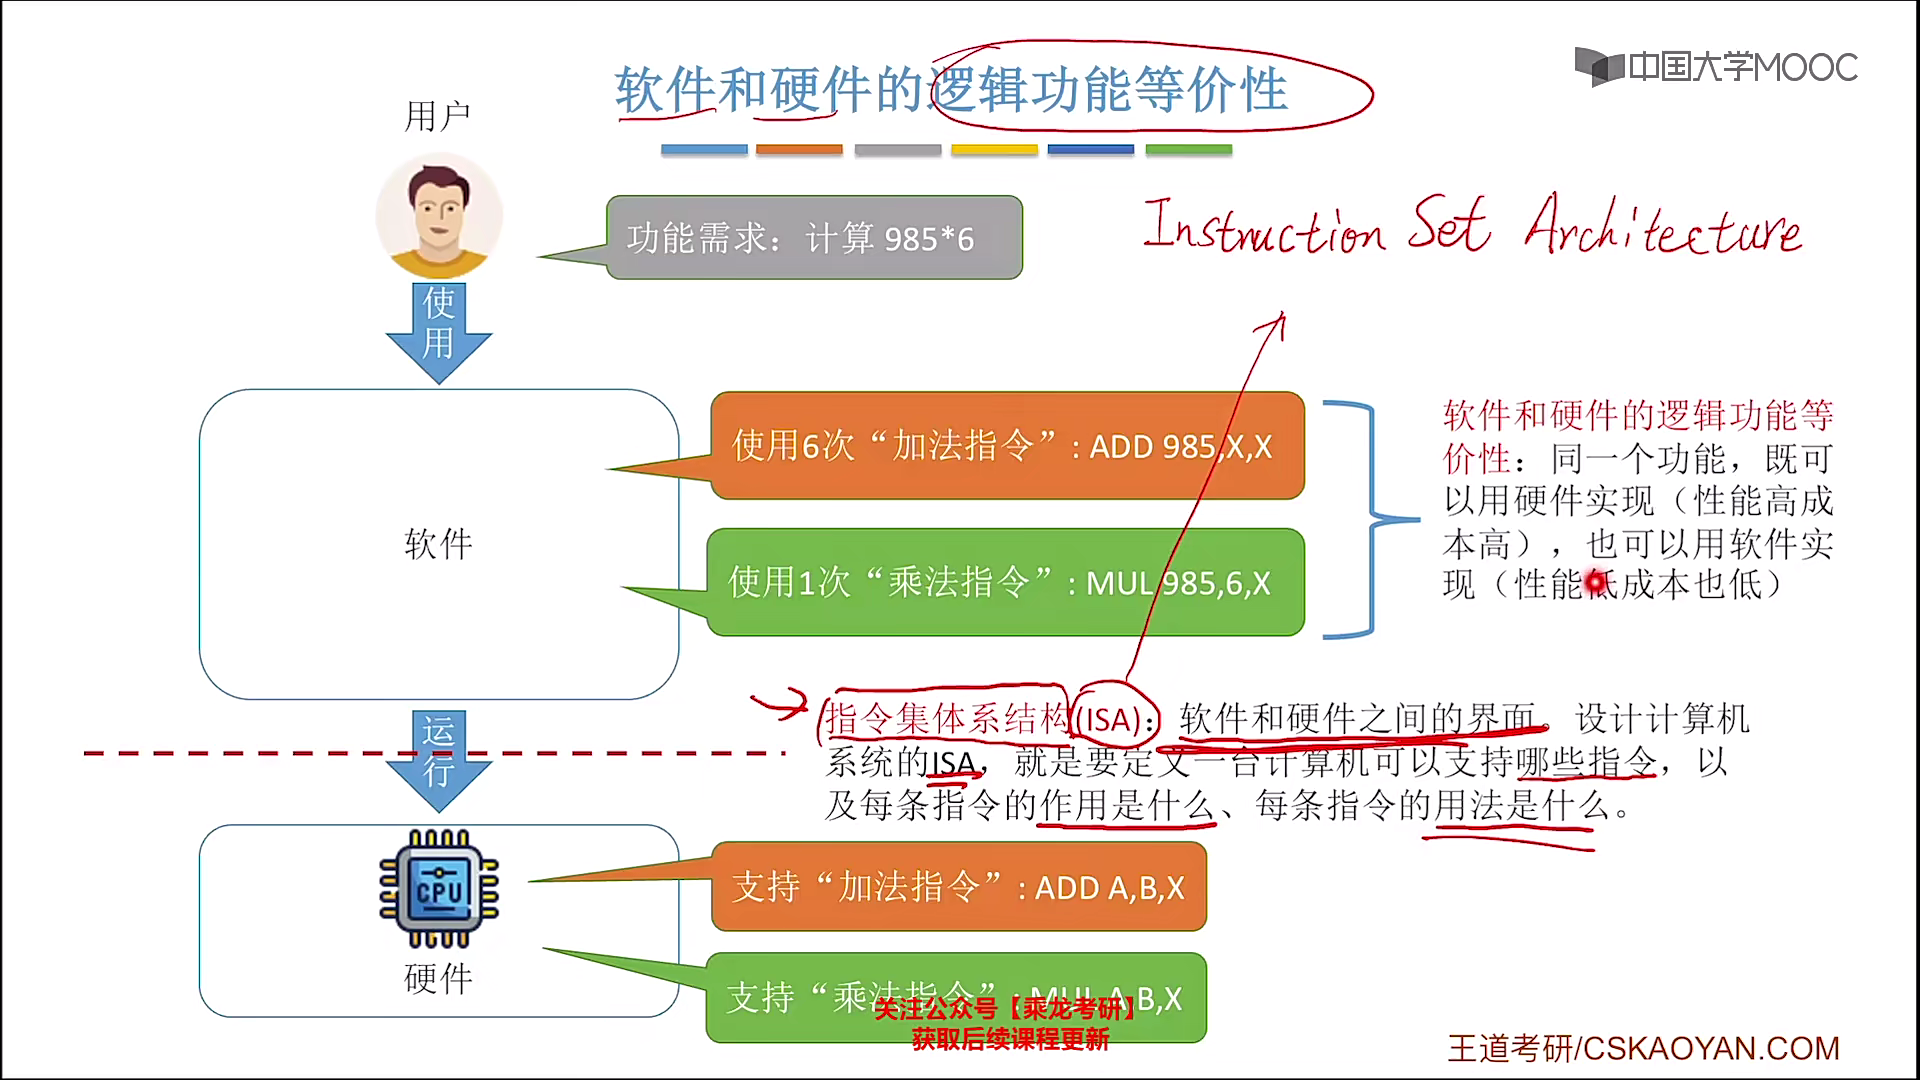 软件和硬件的逻辑功能等价性
中国大学MOOC
用户
功能需求：计算 985*6
Instruction Set Architecture
使
用
使用6次“加法指令”：ADD 985,X,X
软件
使用1次“乘法指令”：MUL 985,6,X
软件和硬件的逻辑功能等
价性：同一个功能，既可
以用硬件实现（性能高成
本高），也可以用软件实
现（性能低成本也低）
运
行
指令集体系结构(ISA)：软件和硬件之间的界面。设计计算机
系统的ISA，就是要定义一台计算机可以支持哪些指令，以
及每条指令的作用是什么、每条指令的用法是什么。
CPU
硬件
支持“加法指令”：ADD A,B,X
支持“乘法指令”：MUL A,B,X
关注公众号【乘龙考研】
获取后续课程更新
王道考研/CSKAOYAN.COM